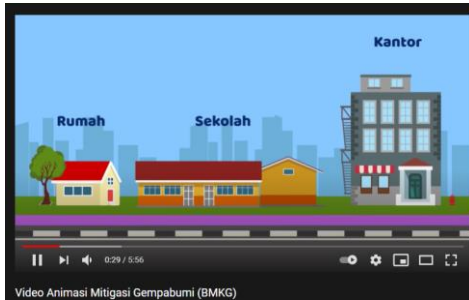 Kantor
Rumah
Sekolah
0:29 / 5:56
Video Animasi Mitigasi Gempabumi (BMKG)